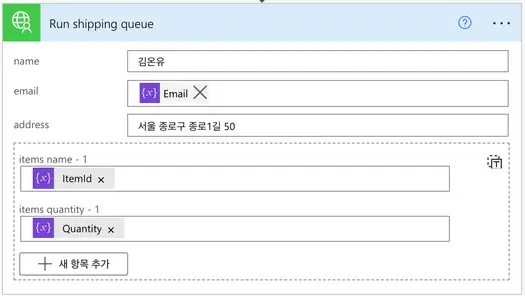 Run shipping queue
name
김온유
email
{x} Email
address
서울 종로구 종로1길 50
items name - 1
{x} ItemId
items quantity - 1
{x} Quantity
새 항목 추가